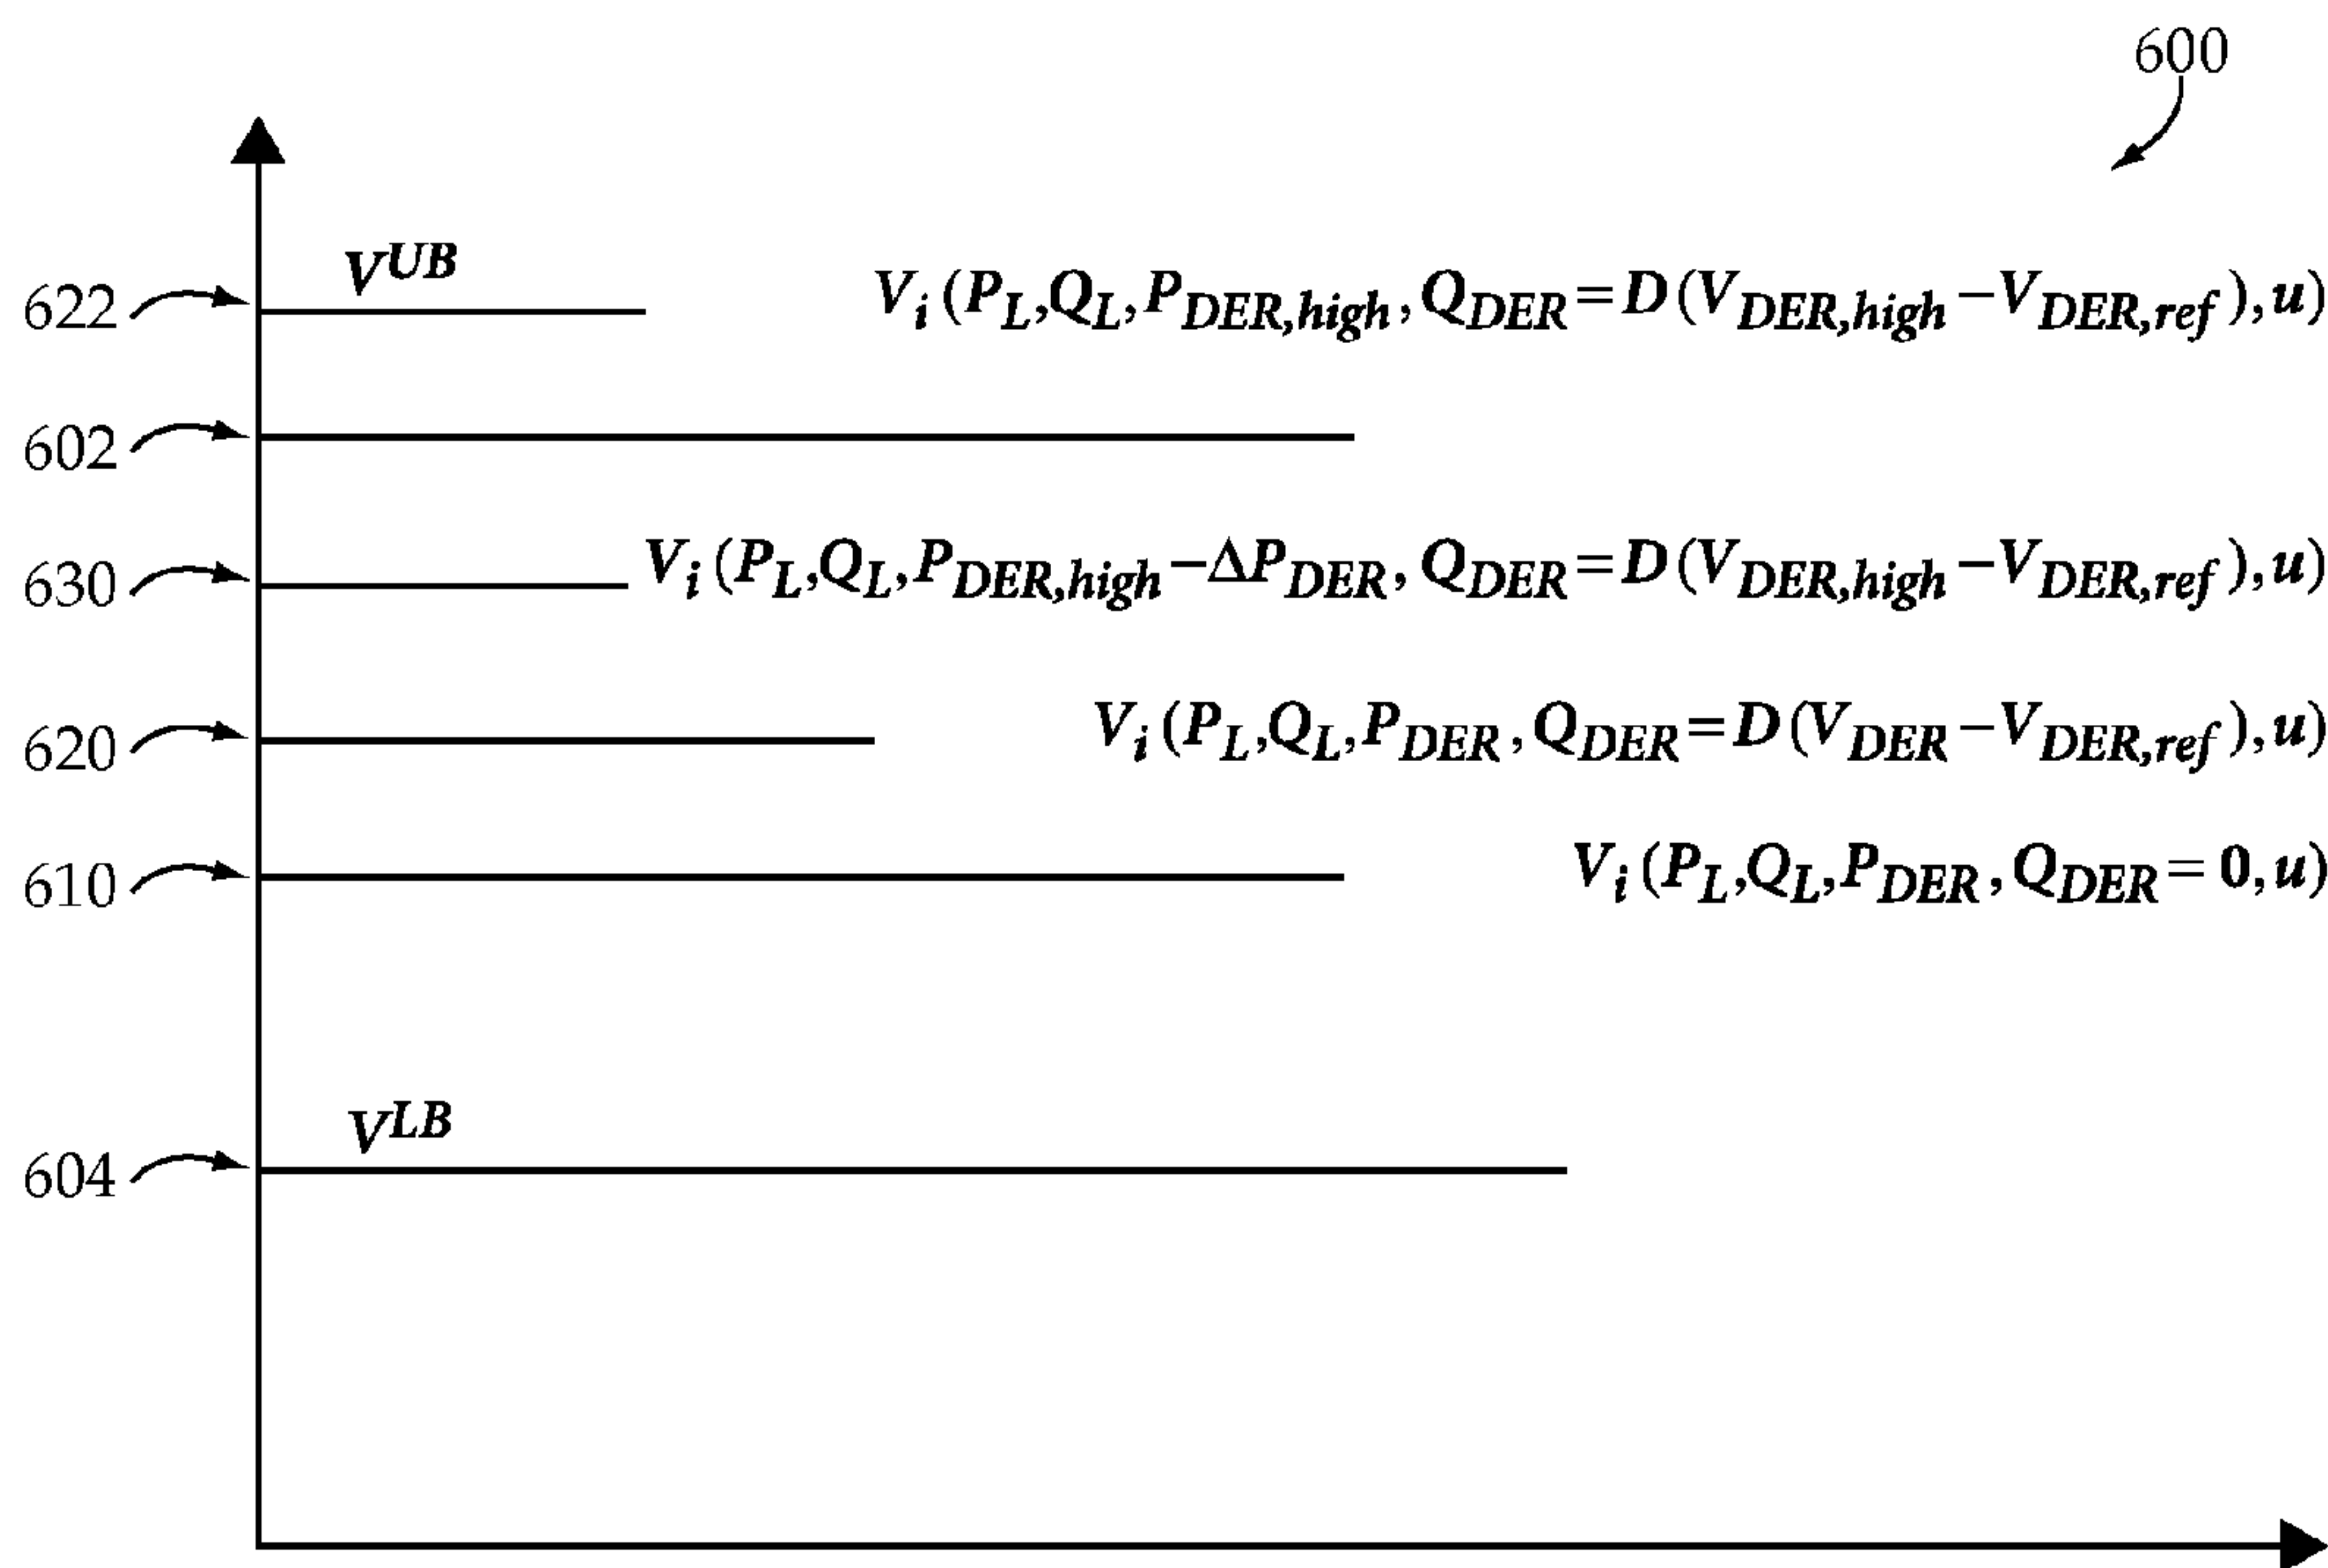 600
V^UB
622 V_i(P_L,Q_L,P_DER,high,Q_DER=D(V_DER,high−V_DER,ref),u)
602
630 V_i(P_L,Q_L,P_DER,high−ΔP_DER,Q_DER=D(V_DER,high−V_DER,ref),u)
620 V_i(P_L,Q_L,P_DER,Q_DER=D(V_DER−V_DER,ref),u)
610 V_i(P_L,Q_L,P_DER,Q_DER=0,u)
V^LB
604